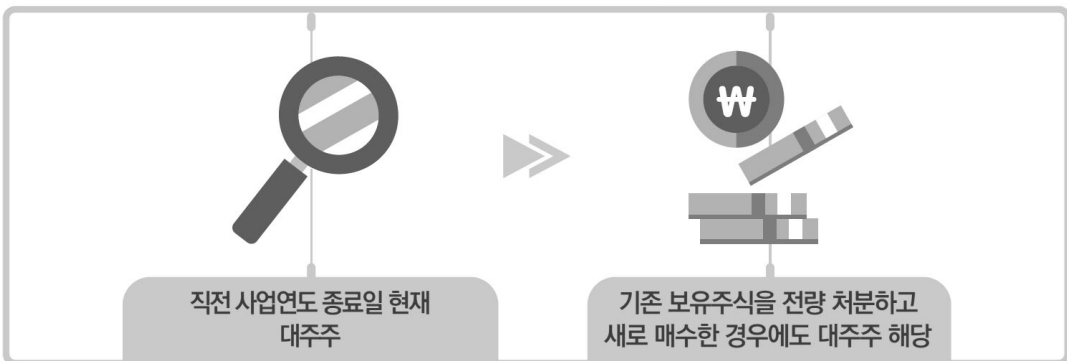 ₩
직전 사업연도 종료일 현재
대주주
기존 보유주식을 전량 처분하고
새로 매수한 경우에도 대주주 해당